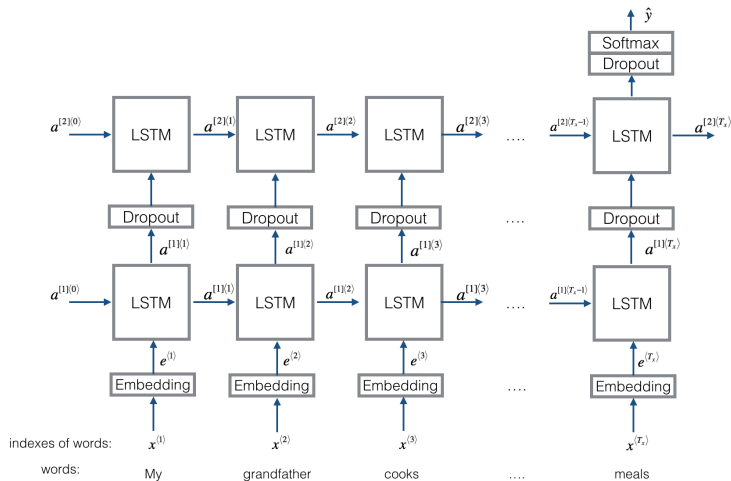 ŷ
Softmax
Dropout
a^[2]⟨0⟩ LSTM a^[2]⟨1⟩ LSTM a^[2]⟨2⟩ LSTM a^[2]⟨3⟩ .... a^[2]⟨Tₓ−1⟩ LSTM a^[2]⟨Tₓ⟩
Dropout Dropout Dropout .... Dropout
a^[1]⟨1⟩ a^[1]⟨2⟩ a^[1]⟨3⟩ a^[1]⟨Tₓ⟩
a^[1]⟨0⟩ LSTM a^[1]⟨1⟩ LSTM a^[1]⟨2⟩ LSTM a^[1]⟨3⟩ .... a^[1]⟨Tₓ−1⟩ LSTM
e^⟨1⟩ e^⟨2⟩ e^⟨3⟩ e^⟨Tₓ⟩
Embedding Embedding Embedding .... Embedding
indexes of words: x^⟨1⟩ x^⟨2⟩ x^⟨3⟩ x^⟨Tₓ⟩
words: My grandfather cooks .... meals